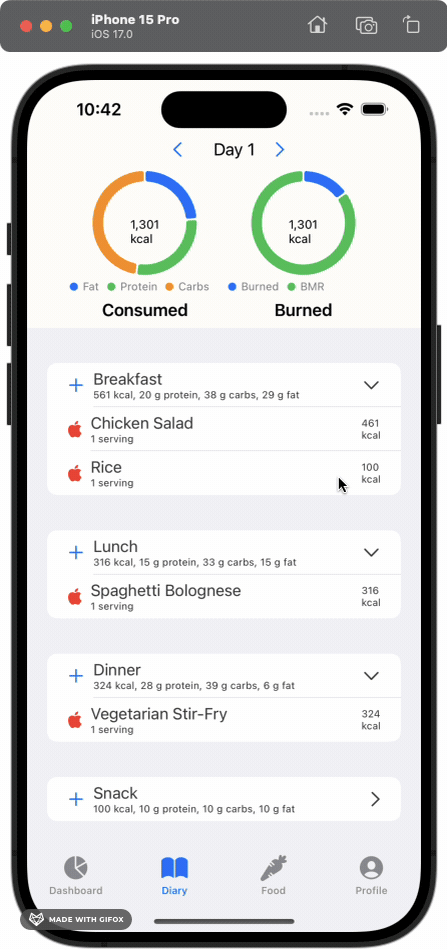 iPhone 15 Pro
iOS 17.0
10:42
Day 1
1,301
kcal
1,301
kcal
Fat Protein Carbs
Burned BMR
Consumed
Burned
Breakfast
561 kcal, 20 g protein, 38 g carbs, 29 g fat
Chicken Salad
1 serving
461
kcal
Rice
1 serving
100
kcal
Lunch
316 kcal, 15 g protein, 33 g carbs, 15 g fat
Spaghetti Bolognese
1 serving
316
kcal
Dinner
324 kcal, 28 g protein, 39 g carbs, 6 g fat
Vegetarian Stir-Fry
1 serving
324
kcal
Snack
100 kcal, 10 g protein, 10 g carbs, 10 g fat
Dashboard
Diary
Food
Profile
MADE WITH GIFOX